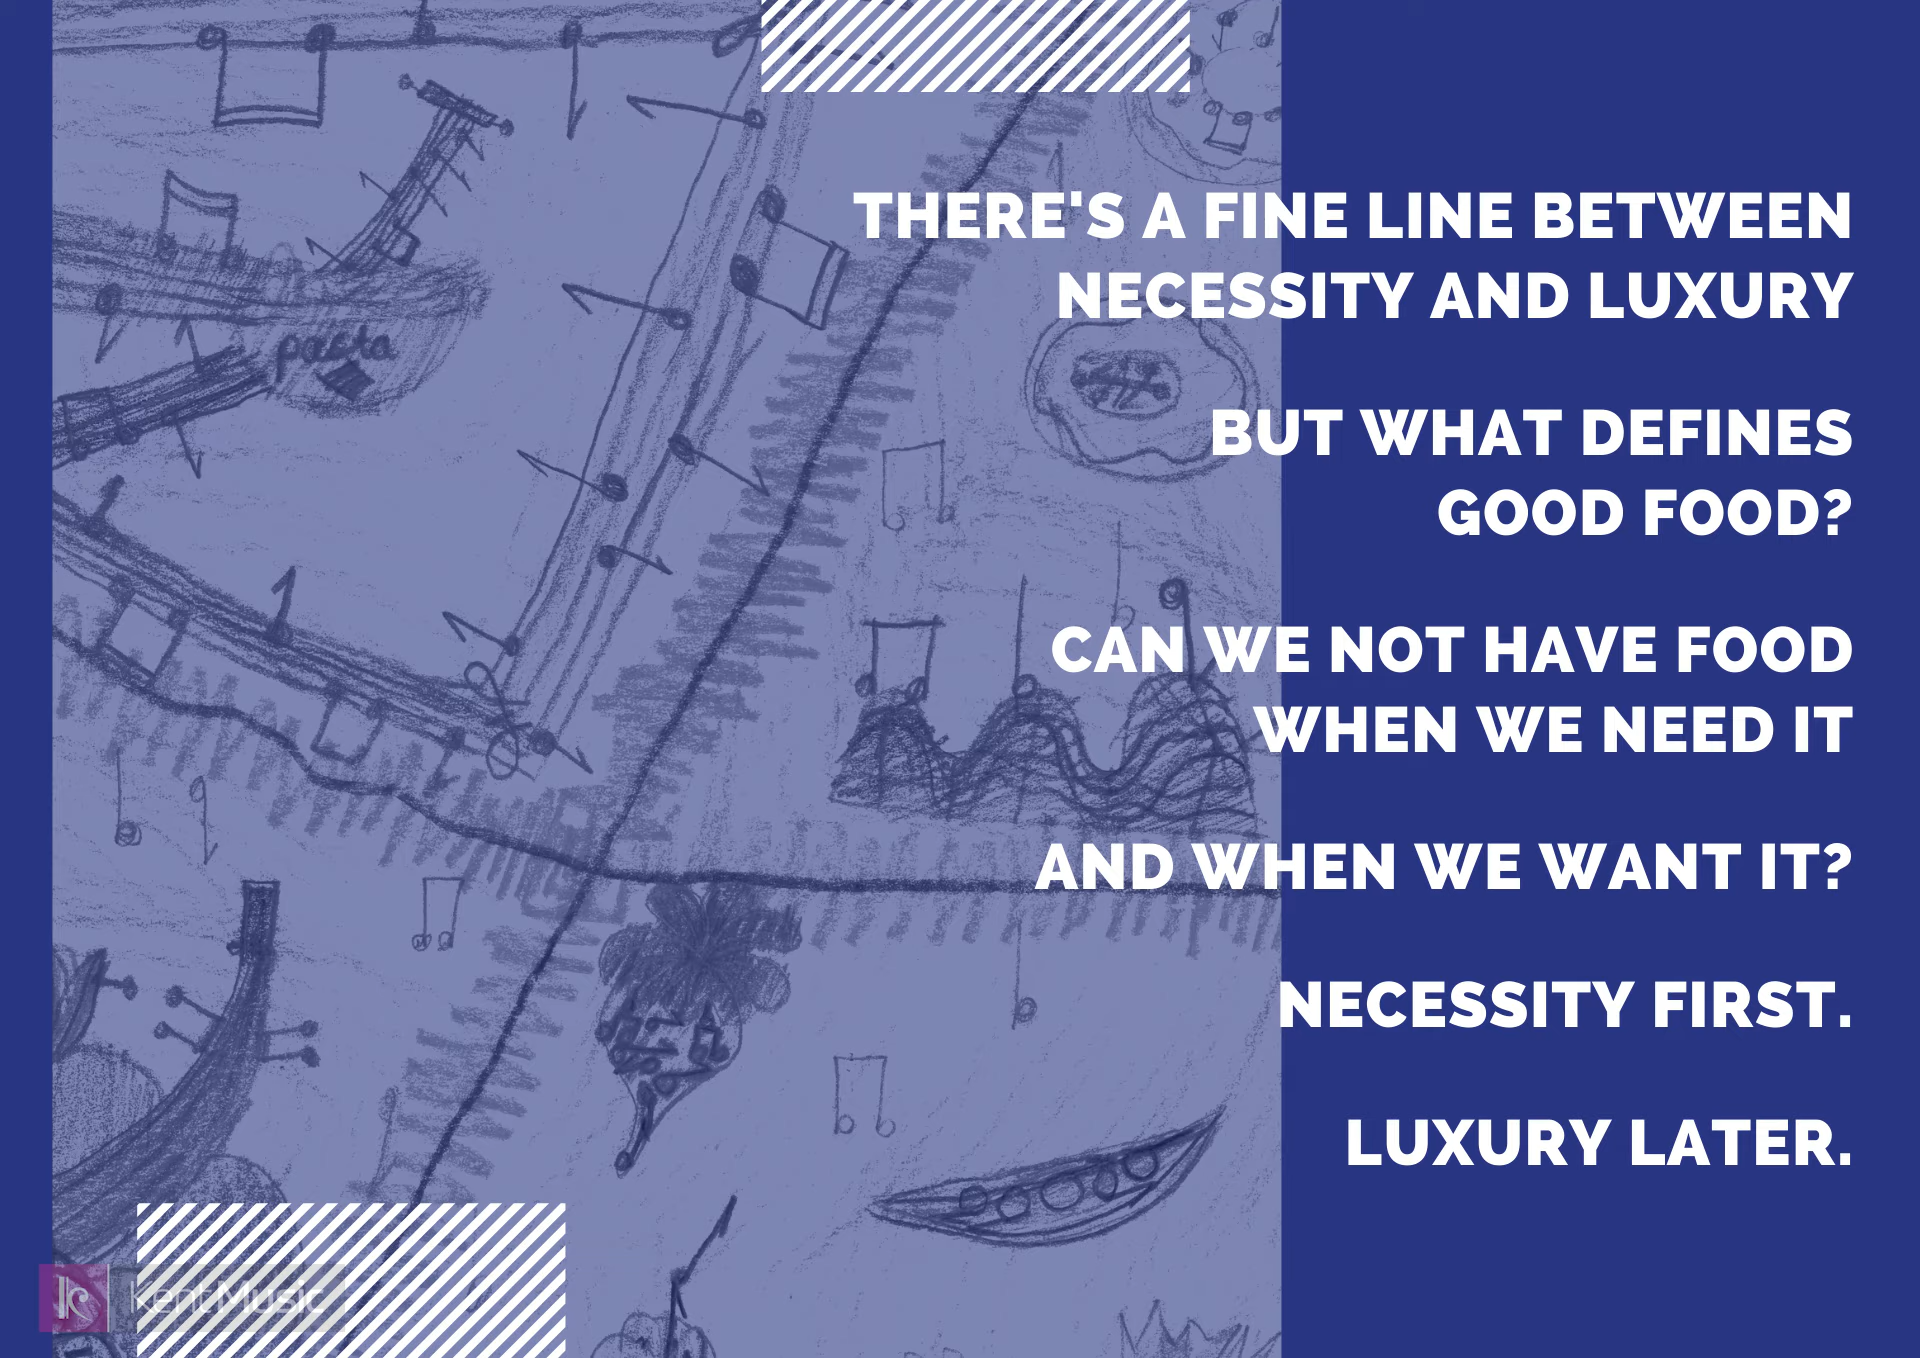 THERE'S A FINE LINE BETWEEN
NECESSITY AND LUXURY
BUT WHAT DEFINES
GOOD FOOD?
CAN WE NOT HAVE FOOD
WHEN WE NEED IT
AND WHEN WE WANT IT?
NECESSITY FIRST.
LUXURY LATER.
pasta
KentMusic